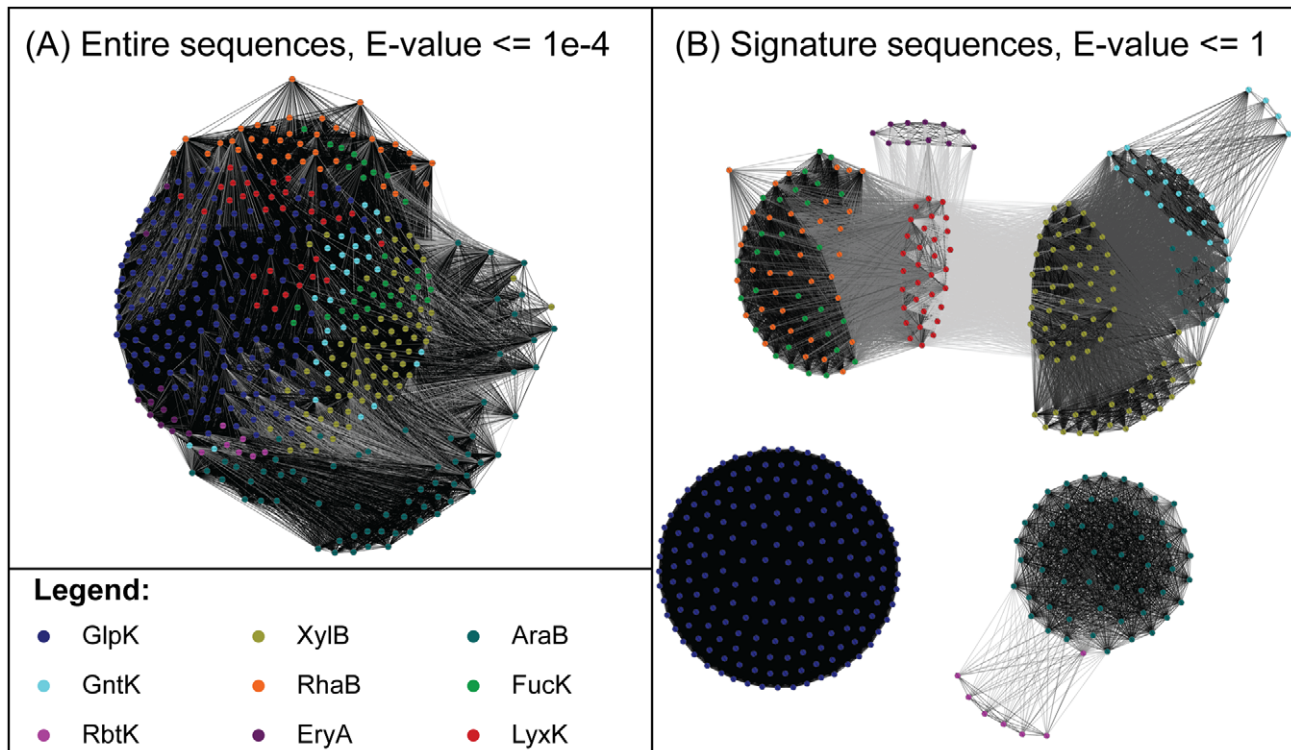 (A) Entire sequences, E-value <= 1e-4
(B) Signature sequences, E-value <= 1
Legend:
GlpK XylB AraB
GntK RhaB FucK
RbtK EryA LyxK